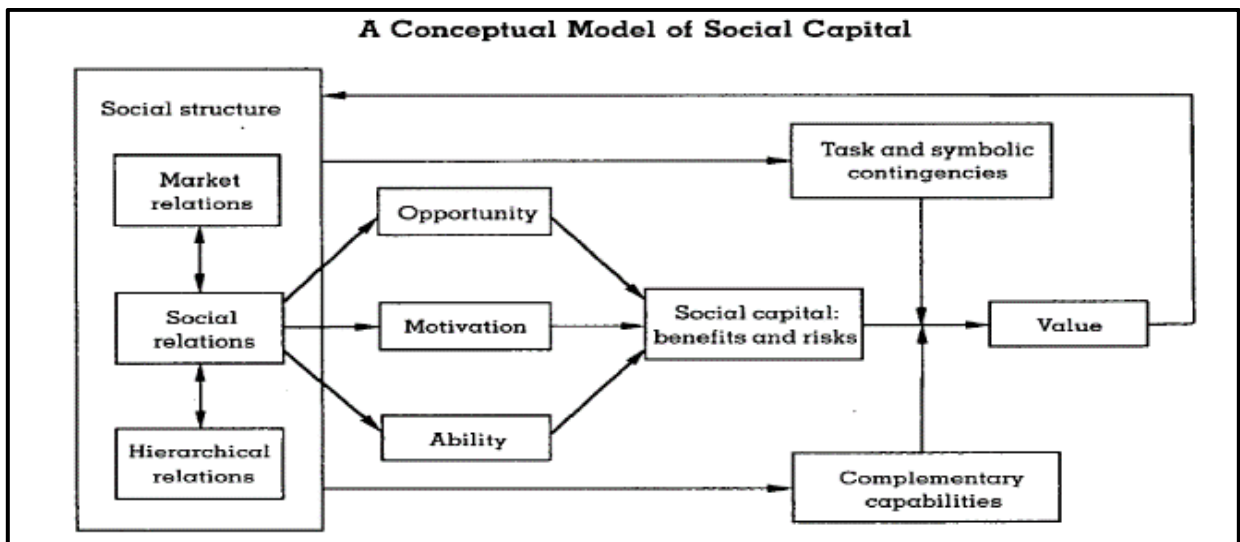 A Conceptual Model of Social Capital
Social structure
Market
relations
Social
relations
Hierarchical
relations
Opportunity
Motivation
Ability
Social capital:
benefits and risks
Task and symbolic
contingencies
Complementary
capabilities
Value